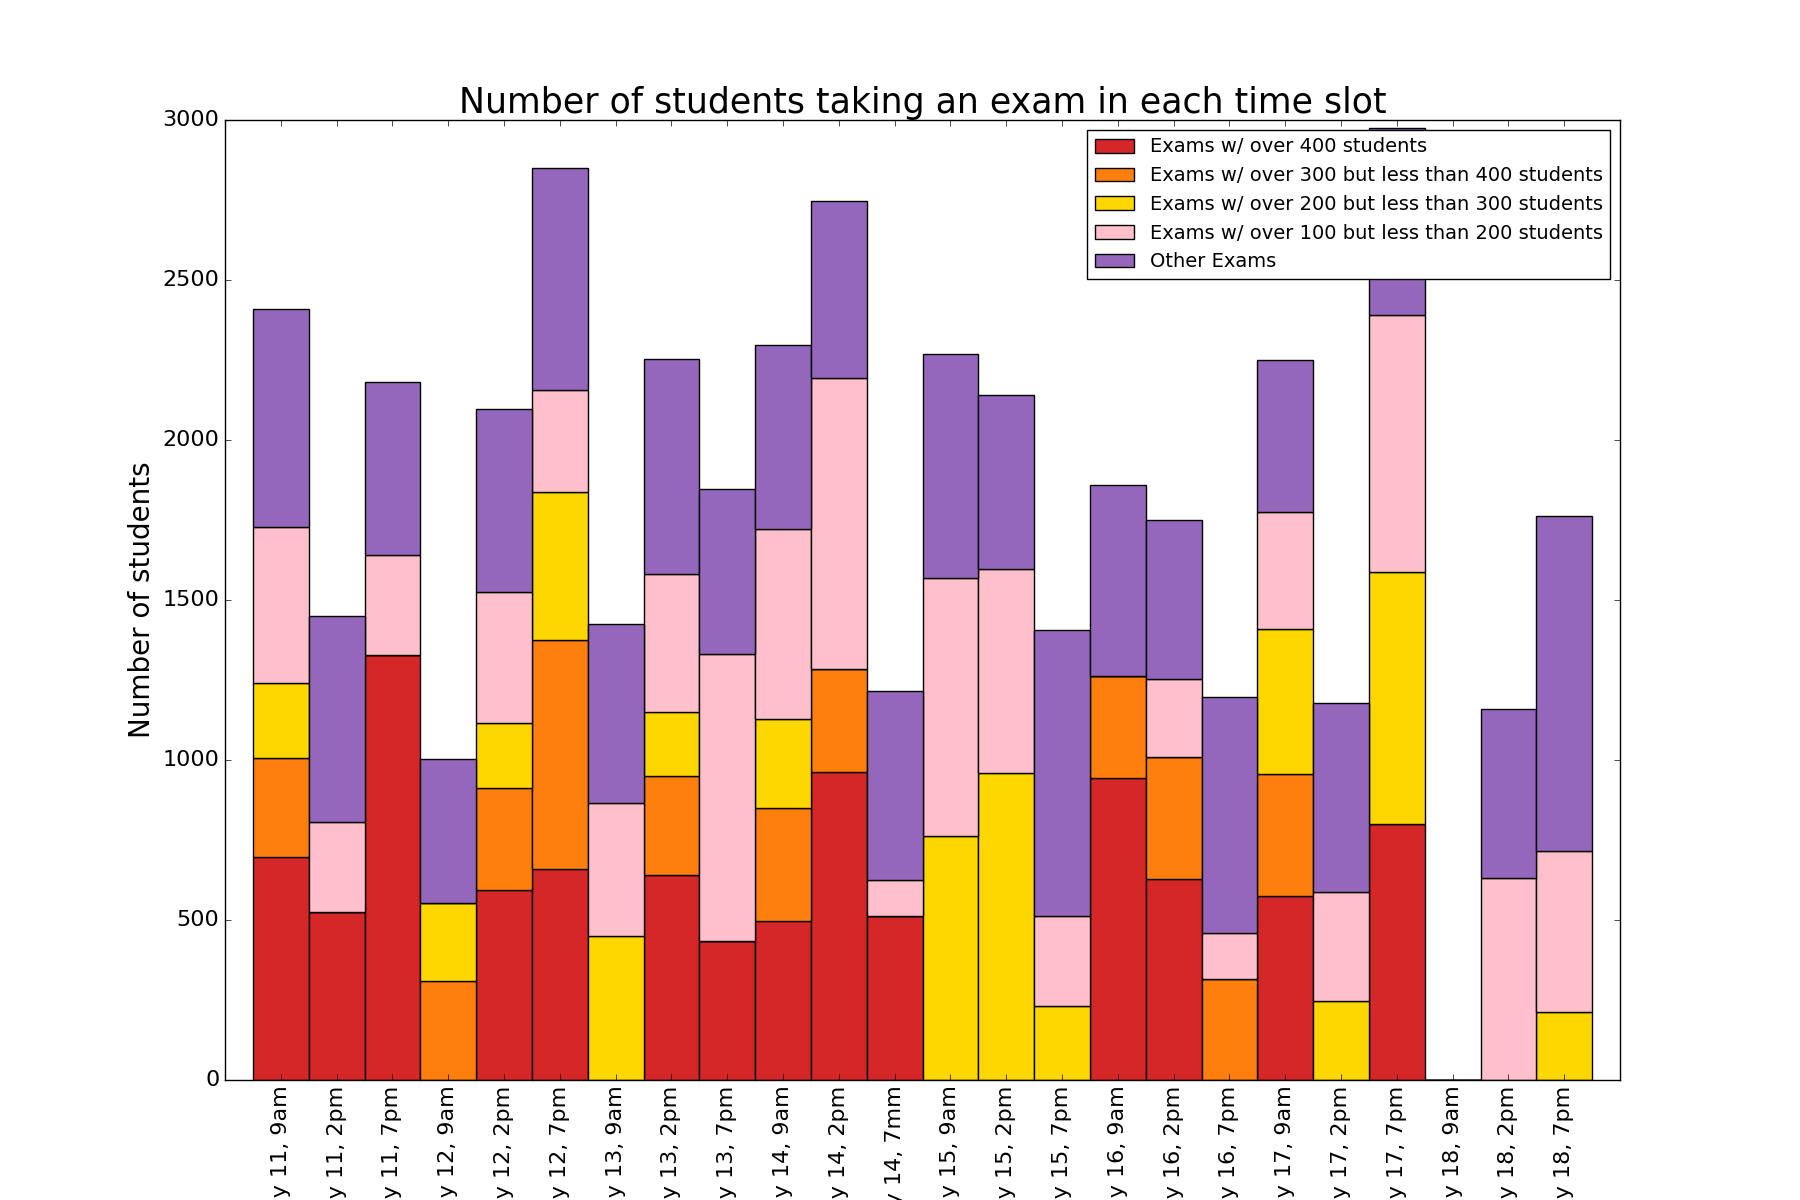 Number of students taking an exam in each time slot
Exams w/ over 400 students
Exams w/ over 300 but less than 400 students
Exams w/ over 200 but less than 300 students
Exams w/ over 100 but less than 200 students
Other Exams
3000
2500
2000
1500
1000
500
0
Number of students
y 11, 9am
y 11, 2pm
y 11, 7pm
y 12, 9am
y 12, 2pm
y 12, 7pm
y 13, 9am
y 13, 2pm
y 13, 7pm
y 14, 9am
y 14, 2pm
y 14, 7mm
y 15, 9am
y 15, 2pm
y 15, 7pm
y 16, 9am
y 16, 2pm
y 16, 7pm
y 17, 9am
y 17, 2pm
y 17, 7pm
y 18, 9am
y 18, 2pm
y 18, 7pm